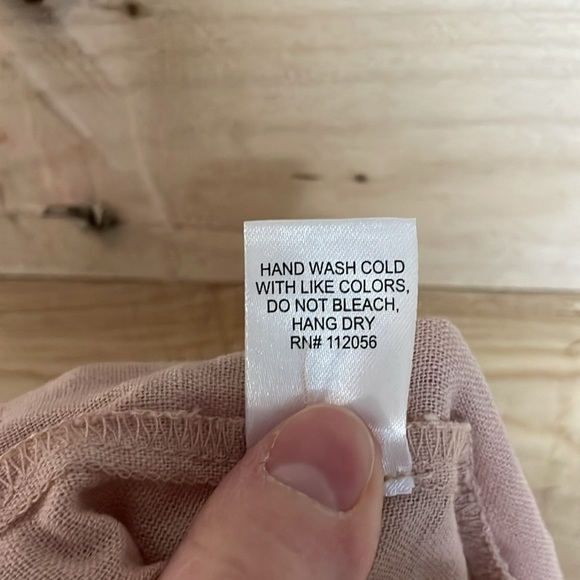 HAND WASH COLD
WITH LIKE COLORS,
DO NOT BLEACH,
HANG DRY
RN# 112056